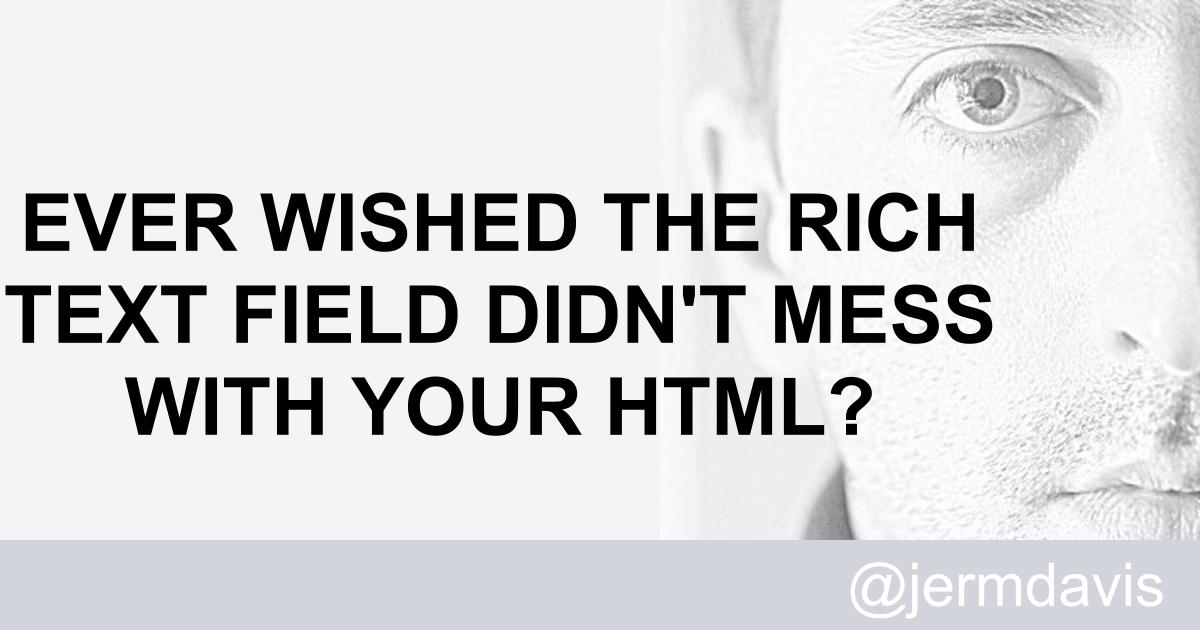 EVER WISHED THE RICH
TEXT FIELD DIDN'T MESS
WITH YOUR HTML?
@jermdavis